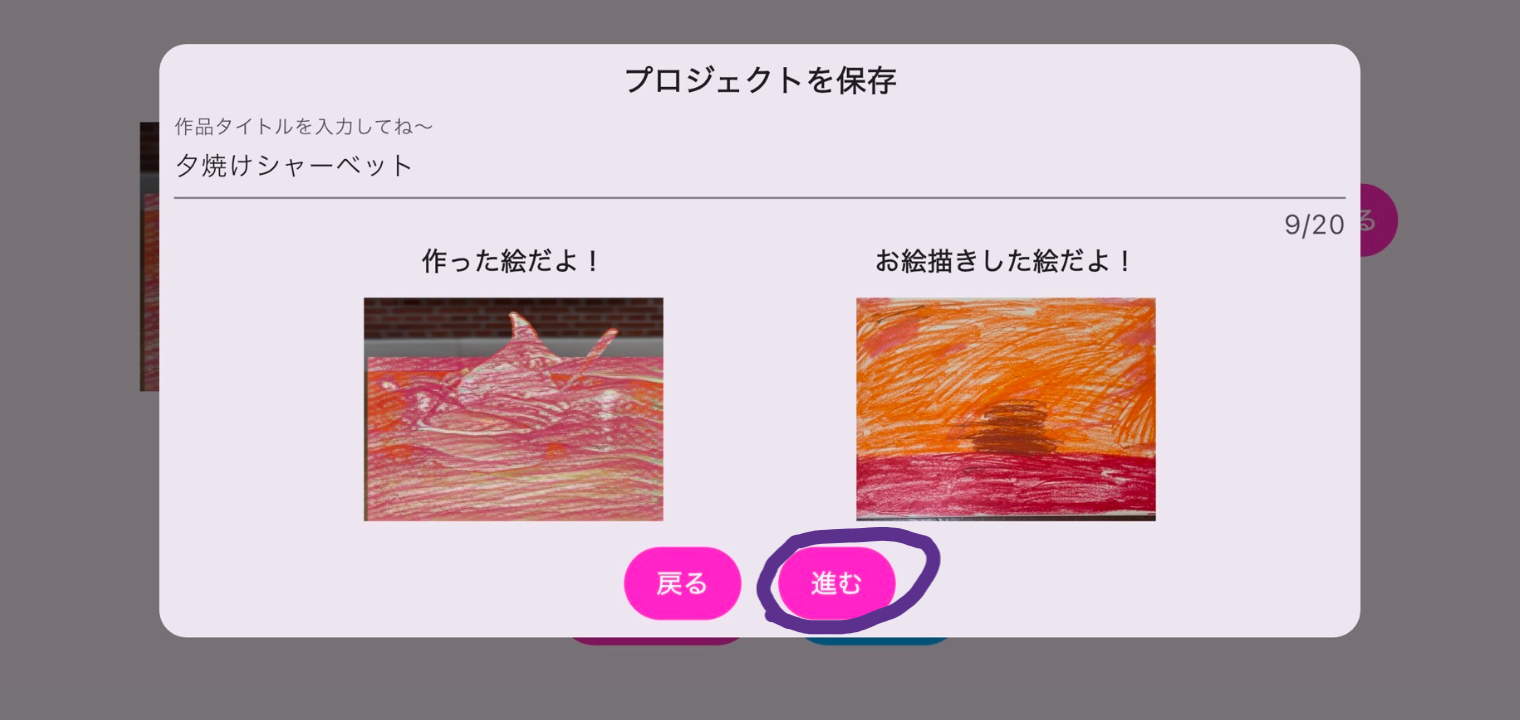 プロジェクトを保存
作品タイトルを入力してね～
夕焼けシャーベット
9/20
る
作った絵だよ！
お絵描きした絵だよ！
戻る
進む